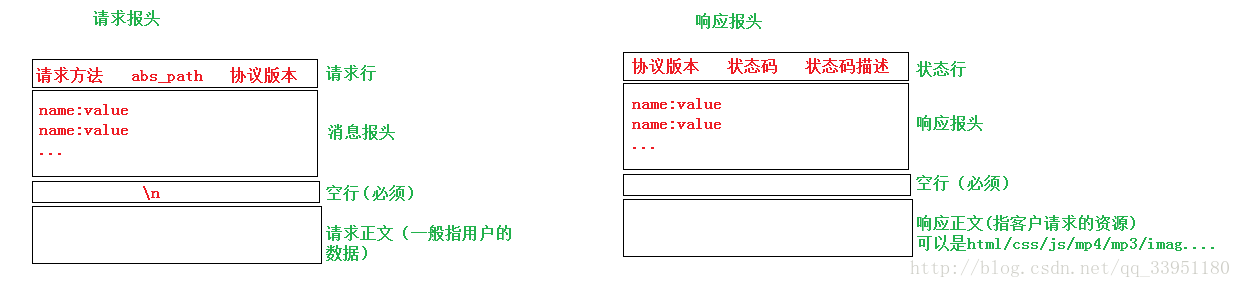 请求报头
请求方法 abs_path 协议版本 请求行
name:value
name:value
...
消息报头
\n 空行(必须)
请求正文（一般指用户的
数据）
响应报头
协议版本 状态码 状态码描述 状态行
name:value
name:value
...
响应报头
空行（必须）
响应正文(指客户请求的资源)
可以是html/css/js/mp4/mp3/imag....
http://blog.csdn.net/qq_33951180